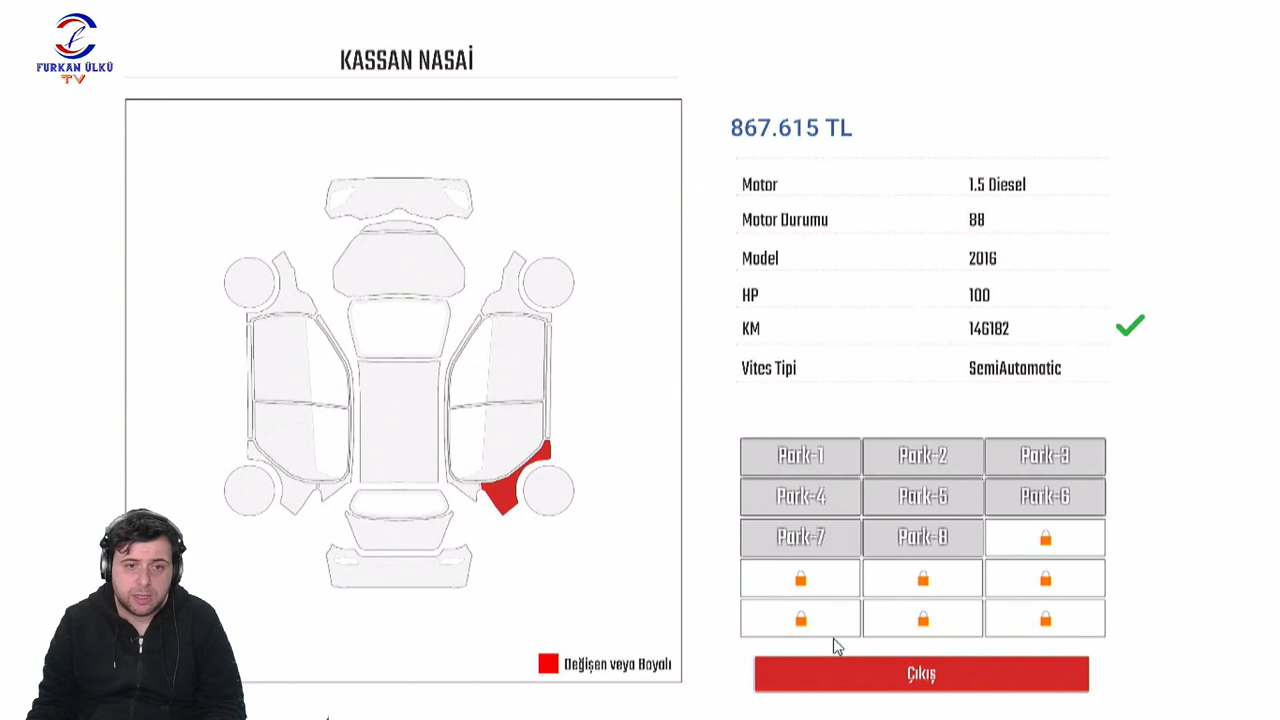 FURKAN ÜLKÜ
TV
KASSAN NASAİ
867.615 TL
Motor 1.5 Diesel
Motor Durumu 88
Model 2016
HP 100
KM 146182
Vites Tipi SemiAutomatic
Park-1 Park-2 Park-3
Park-4 Park-5 Park-6
Park-7 Park-8
Değişen veya Boyalı
Çıkış